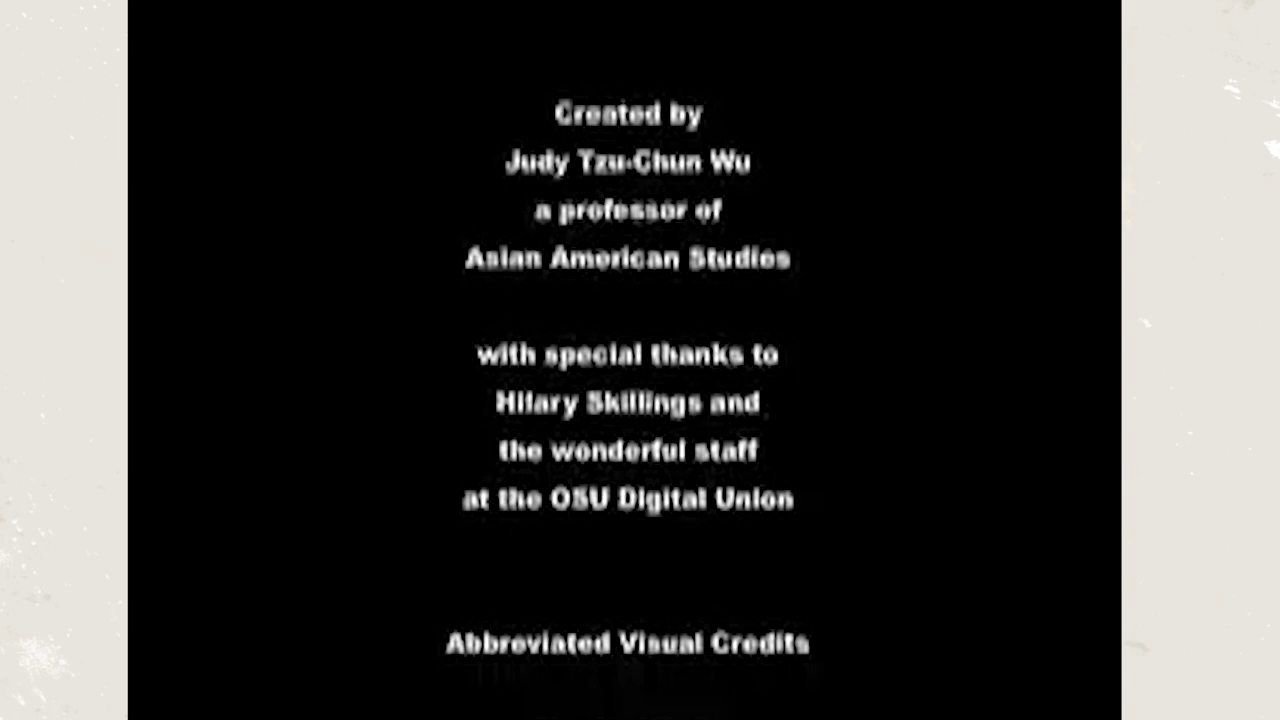 Created by
Judy Tzu-Chun Wu
a professor of
Asian American Studies
with special thanks to
Hilary Skillings and
the wonderful staff
at the OSU Digital Union
Abbreviated Visual Credits